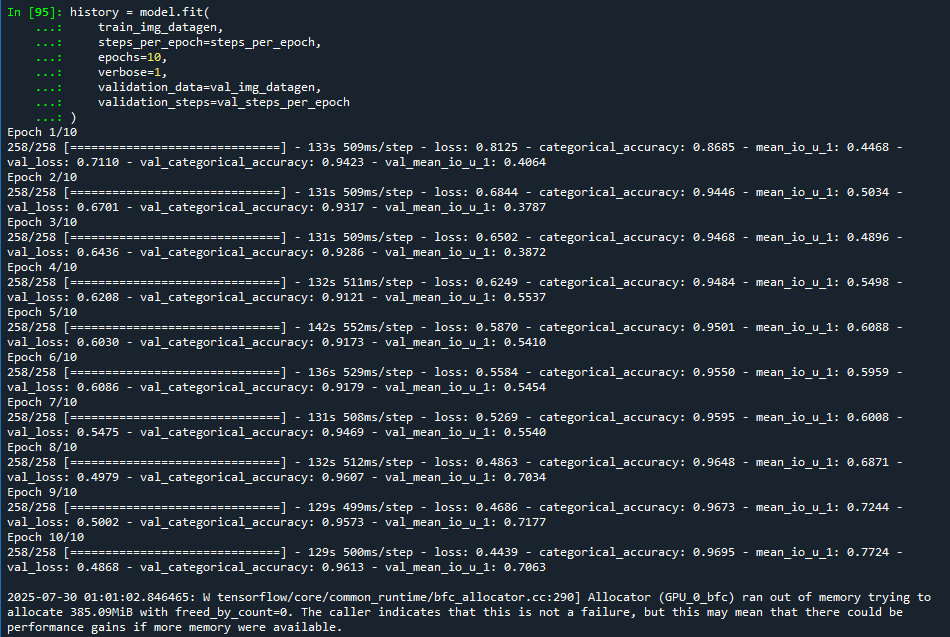 In [95]: history = model.fit(
    ...:     train_img_datagen,
    ...:     steps_per_epoch=steps_per_epoch,
    ...:     epochs=10,
    ...:     verbose=1,
    ...:     validation_data=val_img_datagen,
    ...:     validation_steps=val_steps_per_epoch
    ...: )
Epoch 1/10
258/258 [==============================] - 133s 509ms/step - loss: 0.8125 - categorical_accuracy: 0.8685 - mean_io_u_1: 0.4468 -
val_loss: 0.7110 - val_categorical_accuracy: 0.9423 - val_mean_io_u_1: 0.4064
Epoch 2/10
258/258 [==============================] - 131s 509ms/step - loss: 0.6844 - categorical_accuracy: 0.9446 - mean_io_u_1: 0.5034 -
val_loss: 0.6701 - val_categorical_accuracy: 0.9317 - val_mean_io_u_1: 0.3787
Epoch 3/10
258/258 [==============================] - 131s 509ms/step - loss: 0.6502 - categorical_accuracy: 0.9468 - mean_io_u_1: 0.4896 -
val_loss: 0.6436 - val_categorical_accuracy: 0.9286 - val_mean_io_u_1: 0.3872
Epoch 4/10
258/258 [==============================] - 132s 511ms/step - loss: 0.6249 - categorical_accuracy: 0.9484 - mean_io_u_1: 0.5498 -
val_loss: 0.6208 - val_categorical_accuracy: 0.9121 - val_mean_io_u_1: 0.5537
Epoch 5/10
258/258 [==============================] - 142s 552ms/step - loss: 0.5870 - categorical_accuracy: 0.9501 - mean_io_u_1: 0.6088 -
val_loss: 0.6030 - val_categorical_accuracy: 0.9173 - val_mean_io_u_1: 0.5410
Epoch 6/10
258/258 [==============================] - 136s 529ms/step - loss: 0.5584 - categorical_accuracy: 0.9550 - mean_io_u_1: 0.5959 -
val_loss: 0.6086 - val_categorical_accuracy: 0.9179 - val_mean_io_u_1: 0.5454
Epoch 7/10
258/258 [==============================] - 131s 508ms/step - loss: 0.5269 - categorical_accuracy: 0.9595 - mean_io_u_1: 0.6008 -
val_loss: 0.5475 - val_categorical_accuracy: 0.9469 - val_mean_io_u_1: 0.5540
Epoch 8/10
258/258 [==============================] - 132s 512ms/step - loss: 0.4863 - categorical_accuracy: 0.9648 - mean_io_u_1: 0.6871 -
val_loss: 0.4979 - val_categorical_accuracy: 0.9607 - val_mean_io_u_1: 0.7034
Epoch 9/10
258/258 [==============================] - 129s 499ms/step - loss: 0.4686 - categorical_accuracy: 0.9673 - mean_io_u_1: 0.7244 -
val_loss: 0.5002 - val_categorical_accuracy: 0.9573 - val_mean_io_u_1: 0.7177
Epoch 10/10
258/258 [==============================] - 129s 500ms/step - loss: 0.4439 - categorical_accuracy: 0.9695 - mean_io_u_1: 0.7724 -
val_loss: 0.4868 - val_categorical_accuracy: 0.9613 - val_mean_io_u_1: 0.7063
2025-07-30 01:01:02.846465: W tensorflow/core/common_runtime/bfc_allocator.cc:290] Allocator (GPU_0_bfc) ran out of memory trying to
allocate 385.09MiB with freed_by_count=0. The caller indicates that this is not a failure, but this may mean that there could be
performance gains if more memory were available.